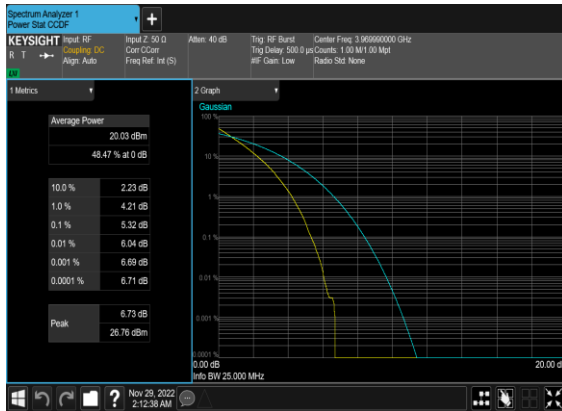 Spectrum Analyzer 1
Power Stat CCDF
KEYSIGHT
R T
Input: RF
Coupling: DC
Align: Auto
Input Z: 50 Ω
Corr CCorr
Freq Ref: Int (S)
Atten: 40 dB
Trig: RF Burst
Trig Delay: 500.0 µs
#IF Gain: Low
Center Freq: 3.969990000 GHz
Counts: 1.00 M/1.00 Mpt
Radio Std: None
1 Metrics
Average Power
20.03 dBm
48.47 % at 0 dB
10.0 % 2.23 dB
1.0 % 4.21 dB
0.1 % 5.32 dB
0.01 % 6.04 dB
0.001 % 6.69 dB
0.0001 % 6.71 dB
Peak
6.73 dB
26.76 dBm
2 Graph
Gaussian
100 %
10 %
1 %
0.1 %
0.01 %
0.001 %
0.0001 %
0.00 dB
20.00 d
Info BW 25.000 MHz
Nov 29, 2022
2:12:38 AM